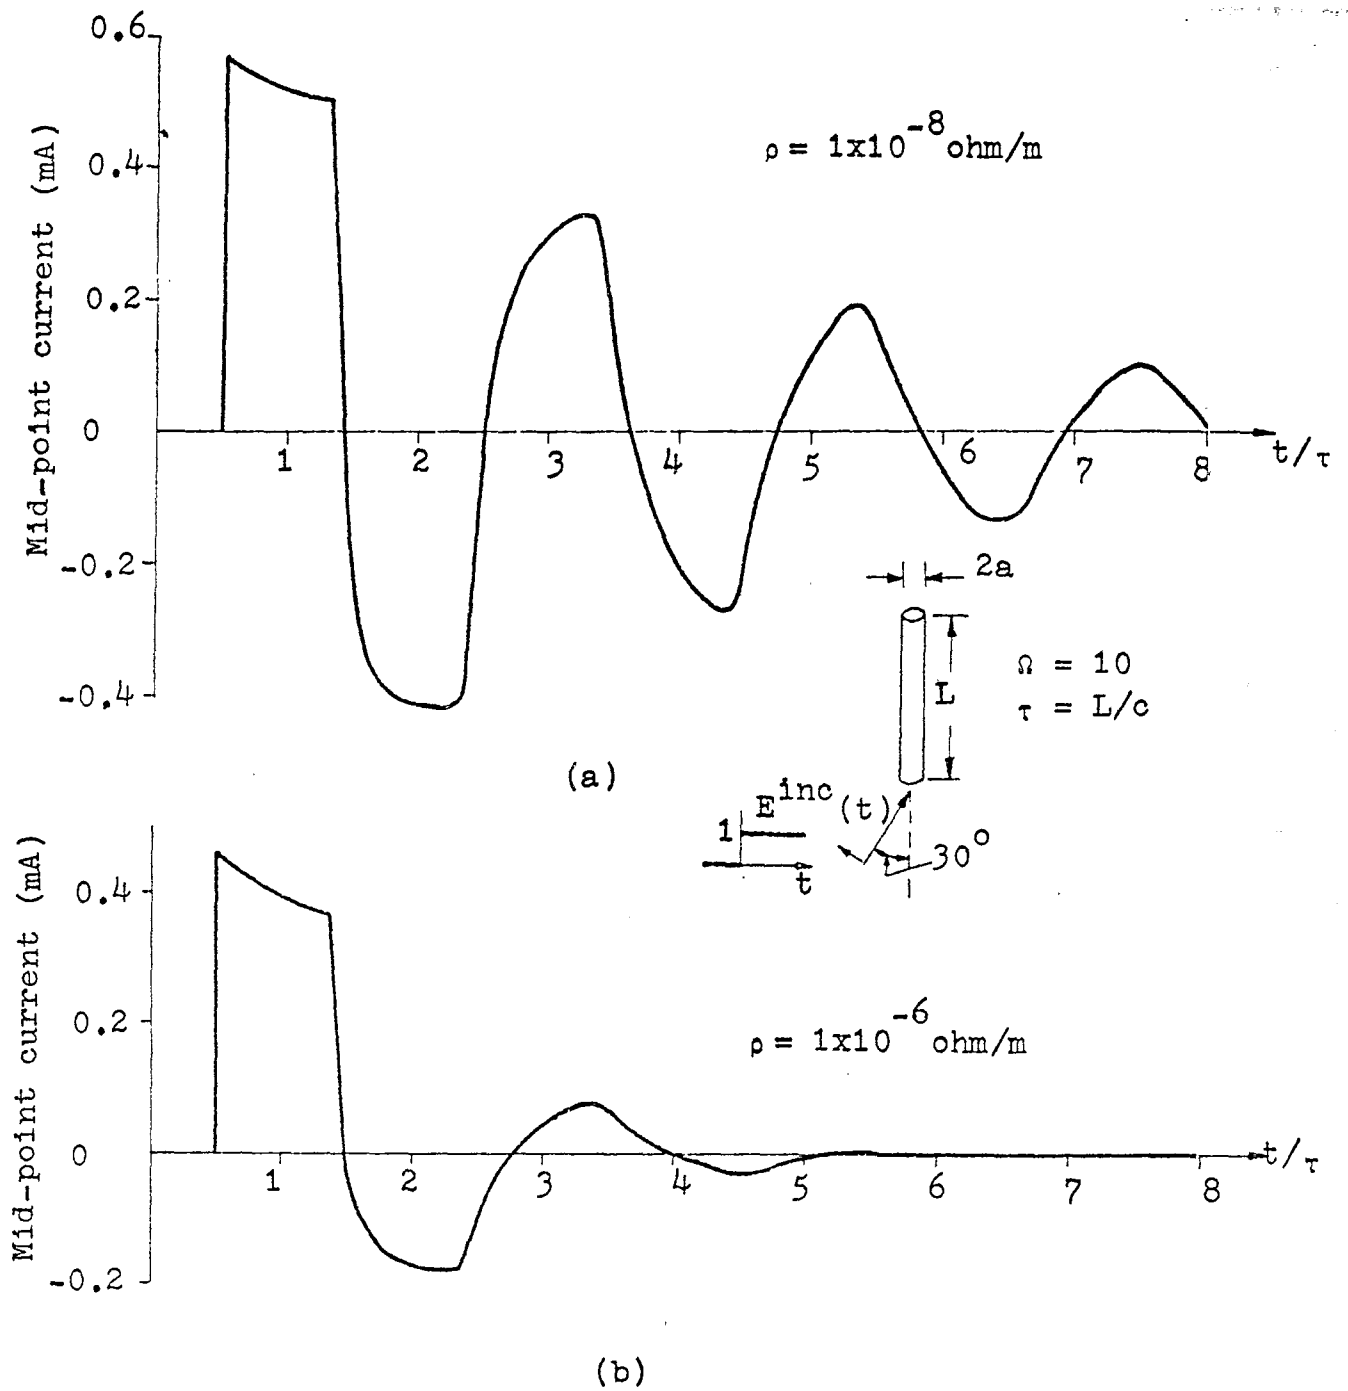 0.6
0.4
0.2
0
-0.2
-0.4
Mid-point current (mA)
ρ = 1x10^-8 ohm/m
1 2 3 4 5 6 7 8 t/τ
2a
L
Ω = 10
τ = L/c
E^inc(t)
1
t
30°
(a)
0.4
0.2
0
-0.2
Mid-point current (mA)
ρ = 1x10^-6 ohm/m
1 2 3 4 5 6 7 8 t/τ
(b)